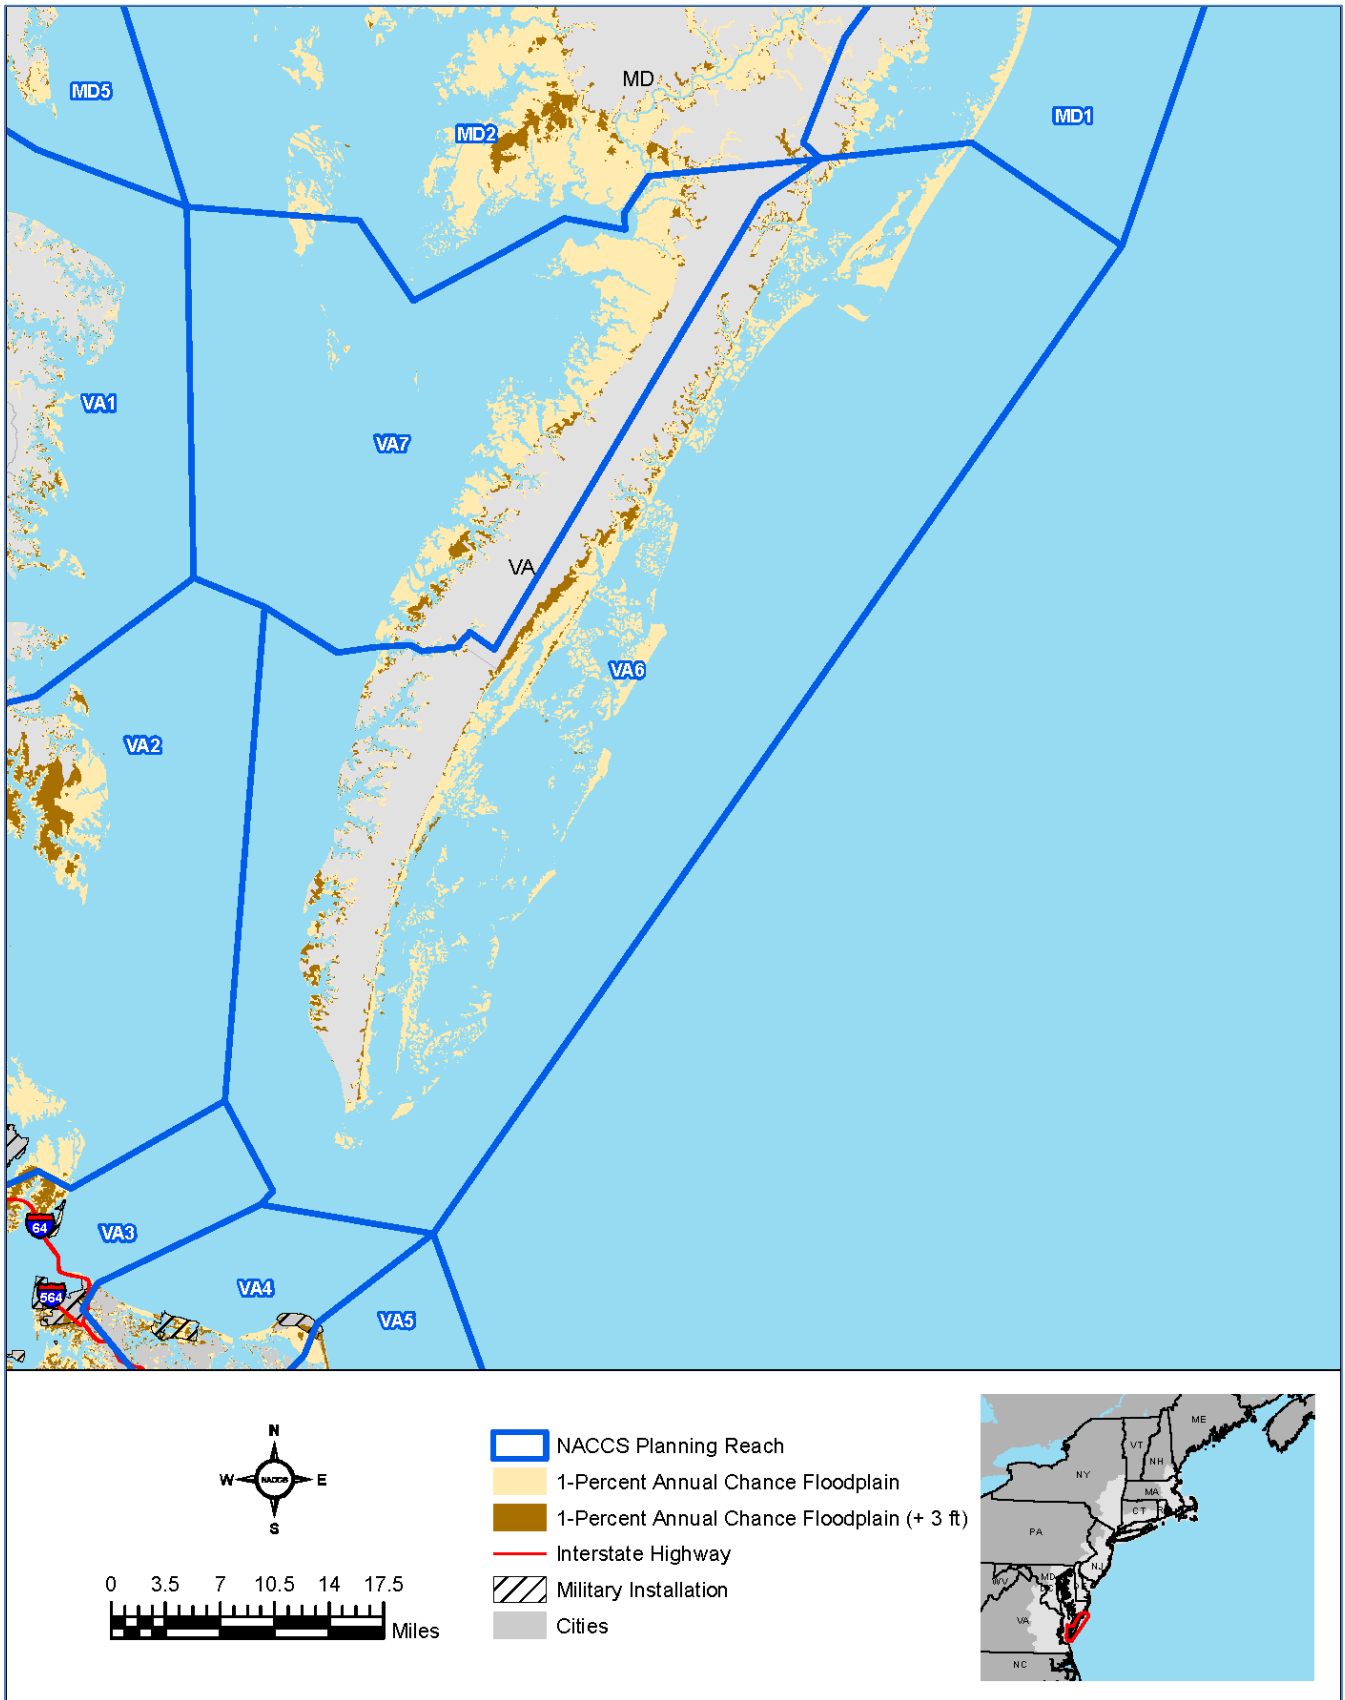 MD
MD5
MD1
MD2
VA1
VA7
VA
VA6
VA2
VA3
64
VA4
564
VA5
N
W
NACCS
E
S
0 3.5 7 10.5 14 17.5
Miles
NACCS Planning Reach
1-Percent Annual Chance Floodplain
1-Percent Annual Chance Floodplain (+ 3 ft)
Interstate Highway
Military Installation
Cities
ME
VT
NH
NY
MA
CT
PA
NJ
MD
WV
VA
NC